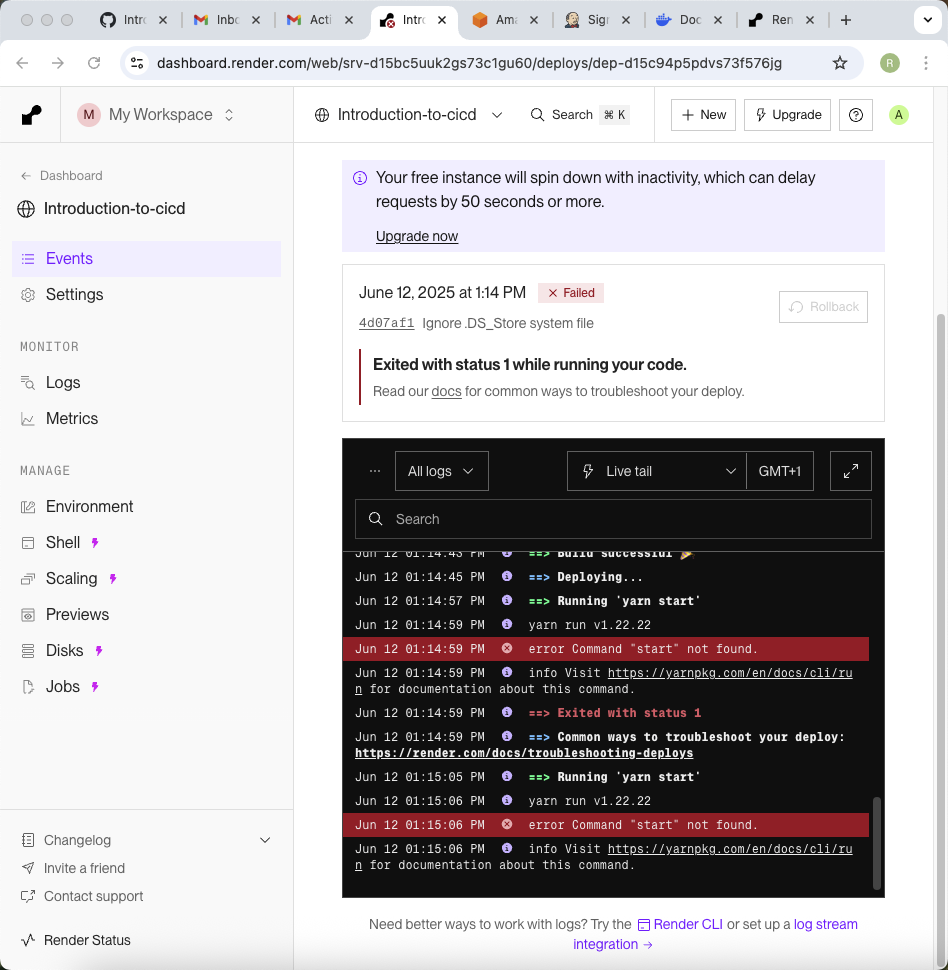 Intro
Inbo
Acti
Intro
Ama
Sign
Doc
Ren
dashboard.render.com/web/srv-d15bc5uuk2gs73c1gu60/deploys/dep-d15c94p5pdvs73f576jg
R
M My Workspace
Introduction-to-cicd
Search ⌘ K
+ New
Upgrade
A
← Dashboard
Introduction-to-cicd
Events
Settings
MONITOR
Logs
Metrics
MANAGE
Environment
Shell
Scaling
Previews
Disks
Jobs
Changelog
Invite a friend
Contact support
Render Status
Your free instance will spin down with inactivity, which can delay
requests by 50 seconds or more.
Upgrade now
June 12, 2025 at 1:14 PM × Failed
Rollback
4d07af1 Ignore .DS_Store system file
Exited with status 1 while running your code.
Read our docs for common ways to troubleshoot your deploy.
... All logs
Live tail
GMT+1
Search
Jun 12 01:14:43 PM ==> Build successful 🎉
Jun 12 01:14:45 PM ==> Deploying...
Jun 12 01:14:57 PM ==> Running 'yarn start'
Jun 12 01:14:59 PM yarn run v1.22.22
Jun 12 01:14:59 PM error Command "start" not found.
Jun 12 01:14:59 PM info Visit https://yarnpkg.com/en/docs/cli/ru
n for documentation about this command.
Jun 12 01:14:59 PM ==> Exited with status 1
Jun 12 01:14:59 PM ==> Common ways to troubleshoot your deploy:
https://render.com/docs/troubleshooting-deploys
Jun 12 01:15:05 PM ==> Running 'yarn start'
Jun 12 01:15:06 PM yarn run v1.22.22
Jun 12 01:15:06 PM error Command "start" not found.
Jun 12 01:15:06 PM info Visit https://yarnpkg.com/en/docs/cli/ru
n for documentation about this command.
Need better ways to work with logs? Try the Render CLI or set up a log stream
integration →